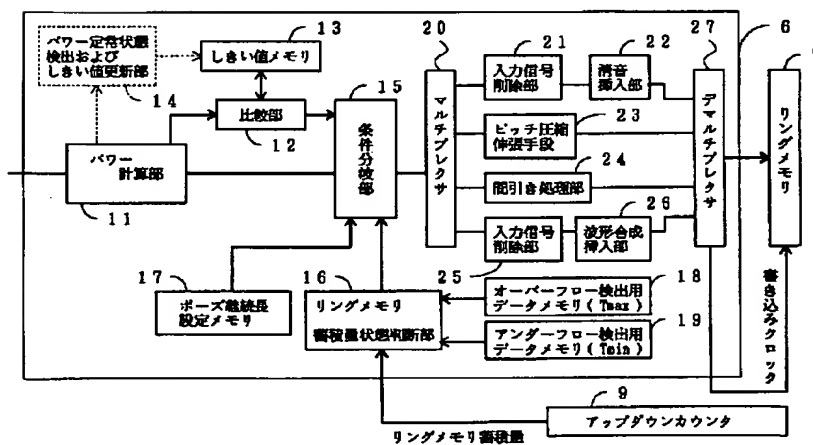 パワー定常状態
検出および
しきい値更新部
14
13
しきい値メモリ
比較部
12
パワー
計算部
11
15
条件分岐部
20
マルチプレクサ
21
入力信号
削除部
22
清音
挿入部
23
ピッチ圧縮
伸張手段
24
間引き処理部
25
入力信号
削除部
26
波形合成
挿入部
27
デマルチプレクサ
6
リングメモリ
書き込みクロック
17
ポーズ継続長
設定メモリ
16
リングメモリ
蓄積量状態判断部
18
オーバーフロー検出用
データメモリ(Tmax)
19
アンダーフロー検出用
データメモリ(Tmin)
9
アップダウンカウンタ
リングメモリ蓄積量